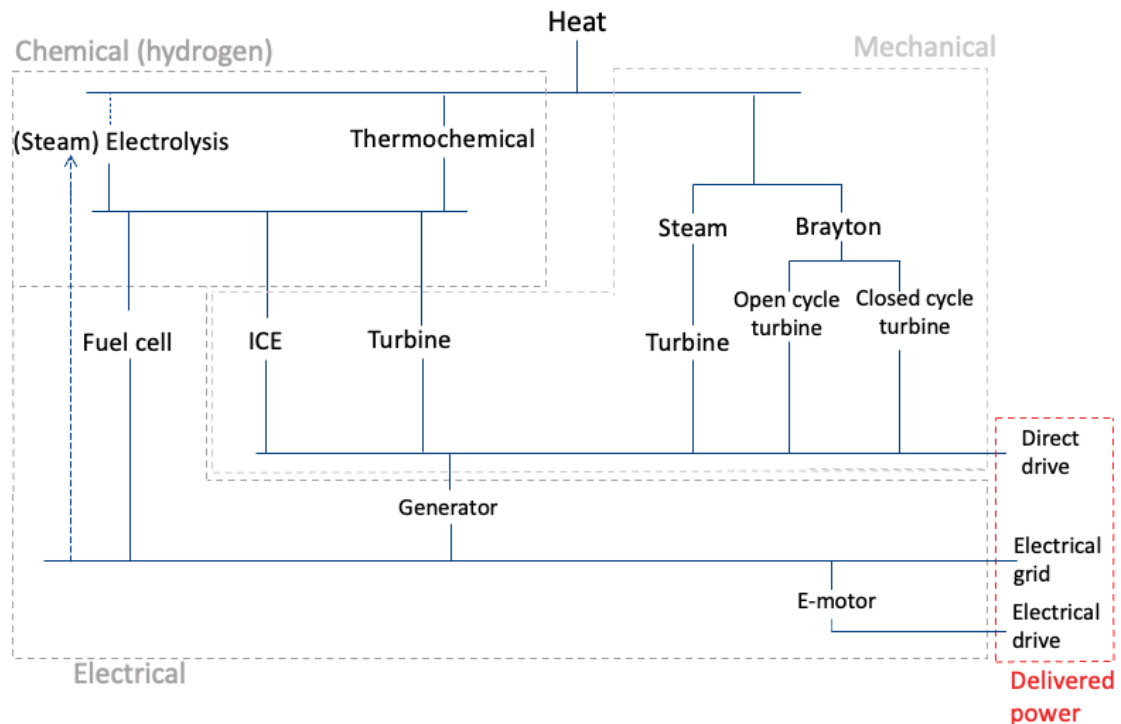 Heat
Chemical (hydrogen)
Mechanical
(Steam) Electrolysis
Thermochemical
Steam
Brayton
Open cycle
turbine
Closed cycle
turbine
Fuel cell
ICE
Turbine
Turbine
Direct
drive
Generator
Electrical
grid
E-motor
Electrical
drive
Electrical
Delivered
power